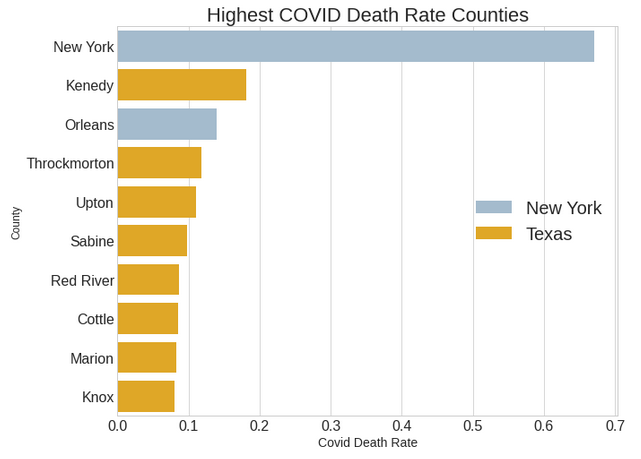 Highest COVID Death Rate Counties
New York
Kenedy
Orleans
Throckmorton
Upton
Sabine
Red River
Cottle
Marion
Knox
County
New York
Texas
0.0 0.1 0.2 0.3 0.4 0.5 0.6 0.7
Covid Death Rate